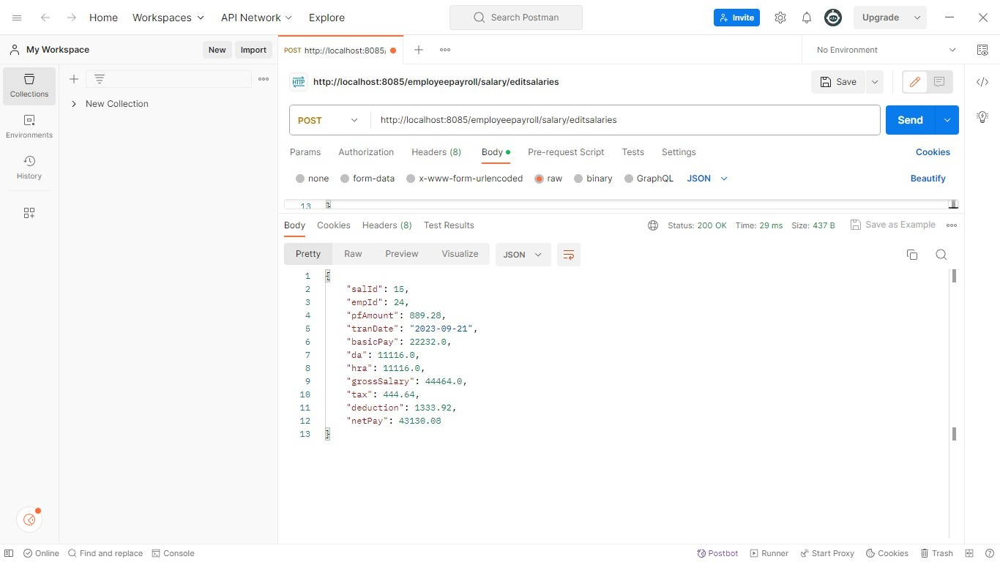 Home Workspaces API Network Explore Search Postman Invite Upgrade
My Workspace New Import POST http://localhost:8085/ No Environment
Collections
New Collection
Environments
History
HTTP http://localhost:8085/employeepayroll/salary/editsalaries Save
POST http://localhost:8085/employeepayroll/salary/editsalaries Send
Params Authorization Headers (8) Body Pre-request Script Tests Settings Cookies
none form-data x-www-form-urlencoded raw binary GraphQL JSON Beautify
13 }
Body Cookies Headers (8) Test Results Status: 200 OK Time: 29 ms Size: 437 B Save as Example
Pretty Raw Preview Visualize JSON
1 {
2 "salId": 15,
3 "empId": 24,
4 "pfAmount": 889.28,
5 "tranDate": "2023-09-21",
6 "basicPay": 22232.0,
7 "da": 11116.0,
8 "hra": 11116.0,
9 "grossSalary": 44464.0,
10 "tax": 444.64,
11 "deduction": 1333.92,
12 "netPay": 43130.08
13 }
Online Find and replace Console Postbot Runner Start Proxy Cookies Trash